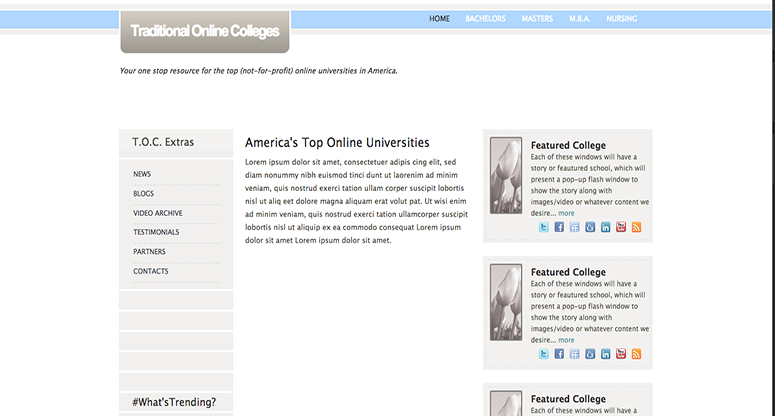 Traditional Online Colleges
HOME BACHELORS MASTERS M.B.A. NURSING
Your one stop resource for the top (not-for-profit) online universities in America.
T.O.C. Extras
NEWS
BLOGS
VIDEO ARCHIVE
TESTIMONIALS
PARTNERS
CONTACTS
#What'sTrending?
America's Top Online Universities
Lorem ipsum dolor sit amet, consectetuer adipis cing elit, sed
diam nonummy nibh euismod tinci dunt ut laorenim ad minim
veniam, quis nostrud exerci tation ullam corper suscipit lobortis
nisl ut aliq eet dolore magna aliquam erat volut pat. Ut wisi enim
ad minim veniam, quis nostrud exerci tation ullamcorper suscipit
lobortis nisl ut aliquip ex ea commodo consequat Lorem ipsum
dolor sit amet Lorem ipsum dolor sit amet.
Featured College
Each of these windows will have a
story or feautured school, which will
present a pop-up flash window to
show the story along with
images/video or whatever content we
desire... more
Featured College
Each of these windows will have a
story or feautured school, which will
present a pop-up flash window to
show the story along with
images/video or whatever content we
desire... more
Featured College
Each of these windows will have a